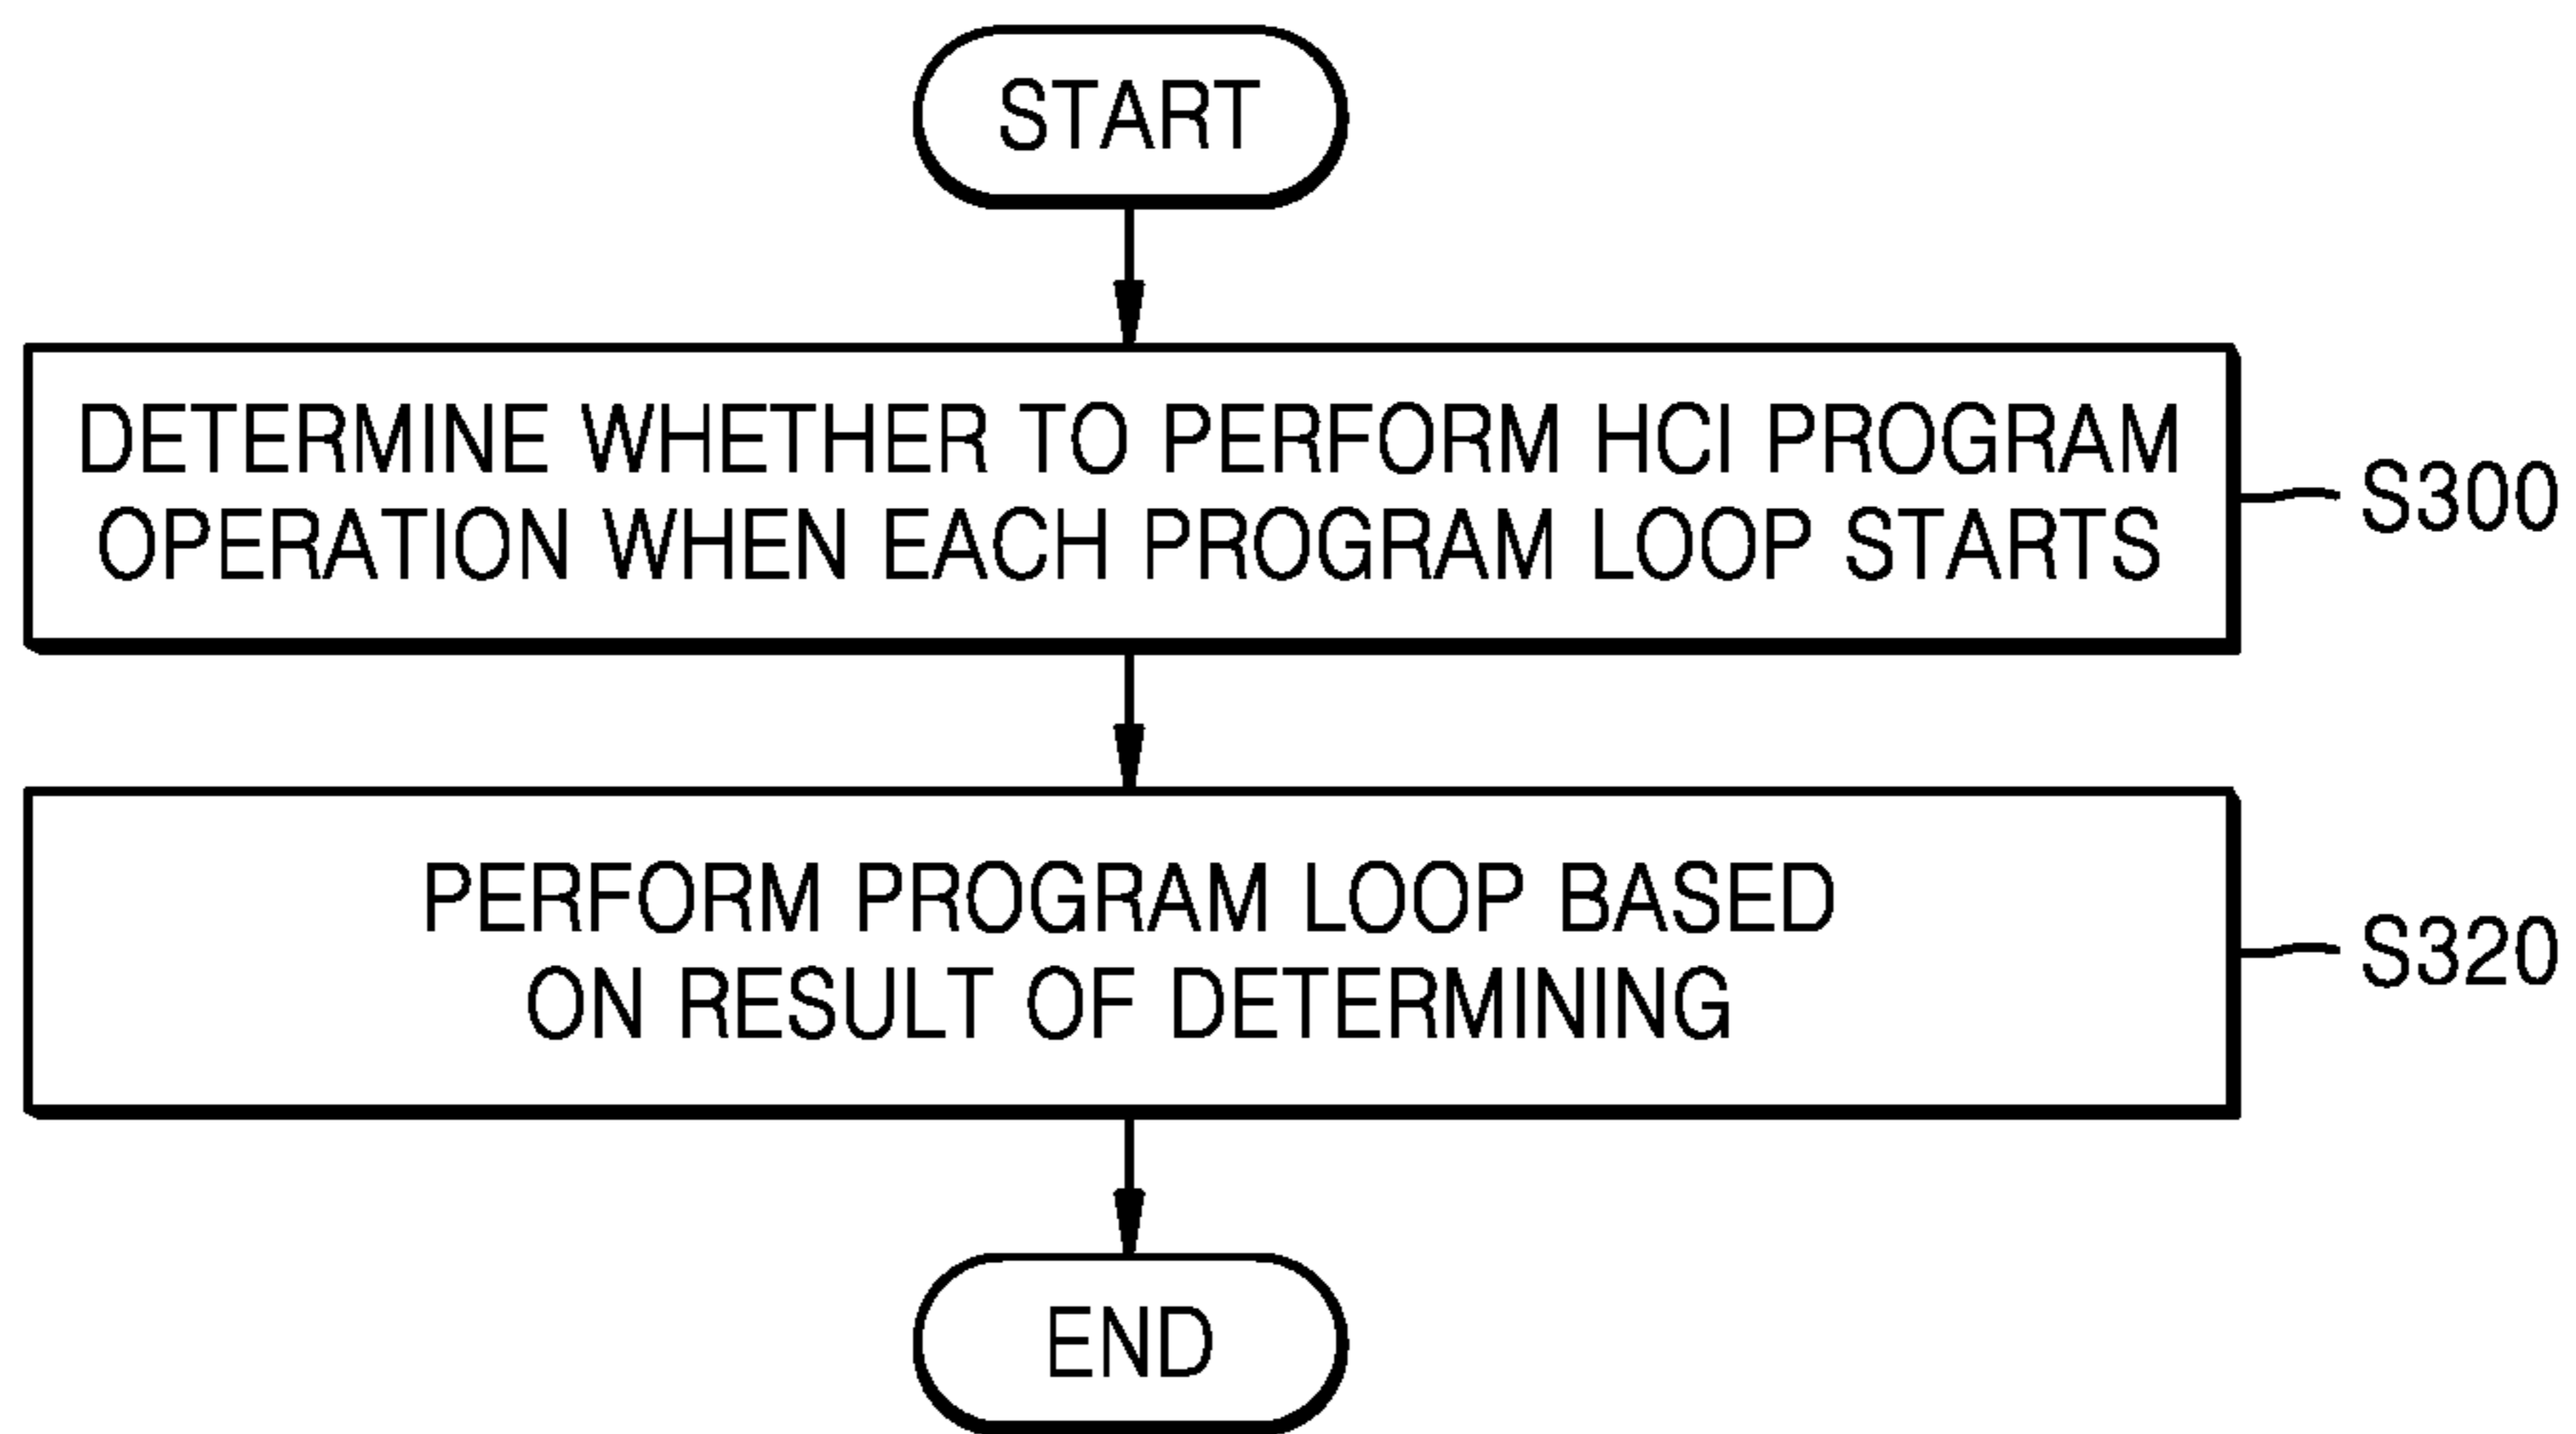 START
DETERMINE WHETHER TO PERFORM HCI PROGRAM
OPERATION WHEN EACH PROGRAM LOOP STARTS
S300
PERFORM PROGRAM LOOP BASED
ON RESULT OF DETERMINING
S320
END